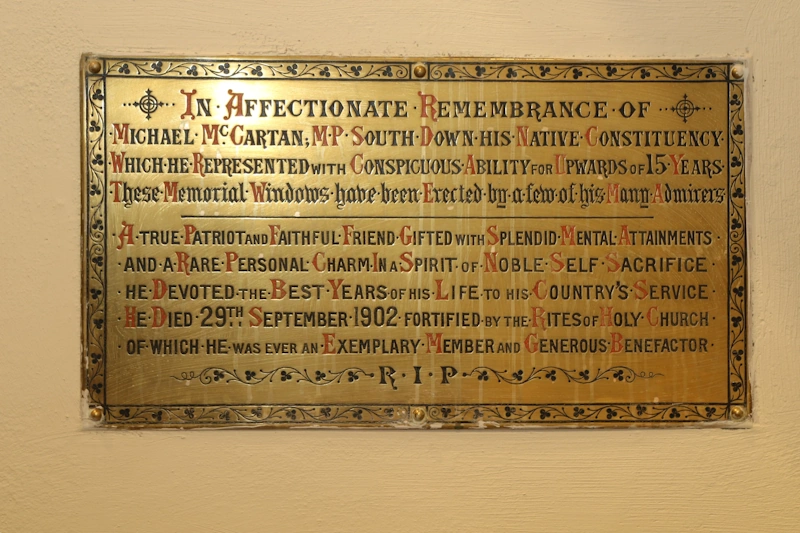 In·Affectionate·Remembrance·of
·Michael·McCartan; M·P·South·Down·his·Native·Constituency·
·Which·he·Represented with Conspicuous·Ability for Upwards of 15·Years·
These·Memorial·Windows·have·been·Erected·by·a·few·of·his·Many·Admirers
A·true·Patriot and Faithful·Friend·Gifted with Splendid·Mental·Attainments·
·and·a·Rare·Personal·Charm·In a Spirit·of·Noble·Self·Sacrifice
·he·Devoted·the·Best·Years·of his·Life·to his·Country's·Service·
·He·Died·29TH·September·1902·fortified·by the·Rites·of·Holy·Church·
·of which·he·was ever an·Exemplary·Member and Generous·Benefactor·
R·I·P